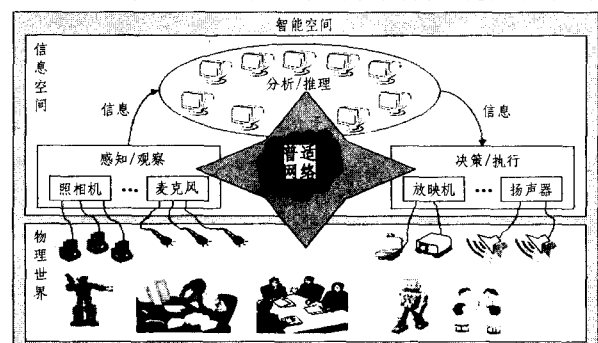 智能空间
信息空间
分析/推理
信息
信息
感知/观察
照相机 ... 麦克风
普适
网络
决策/执行
放映机 ... 扬声器
物理世界